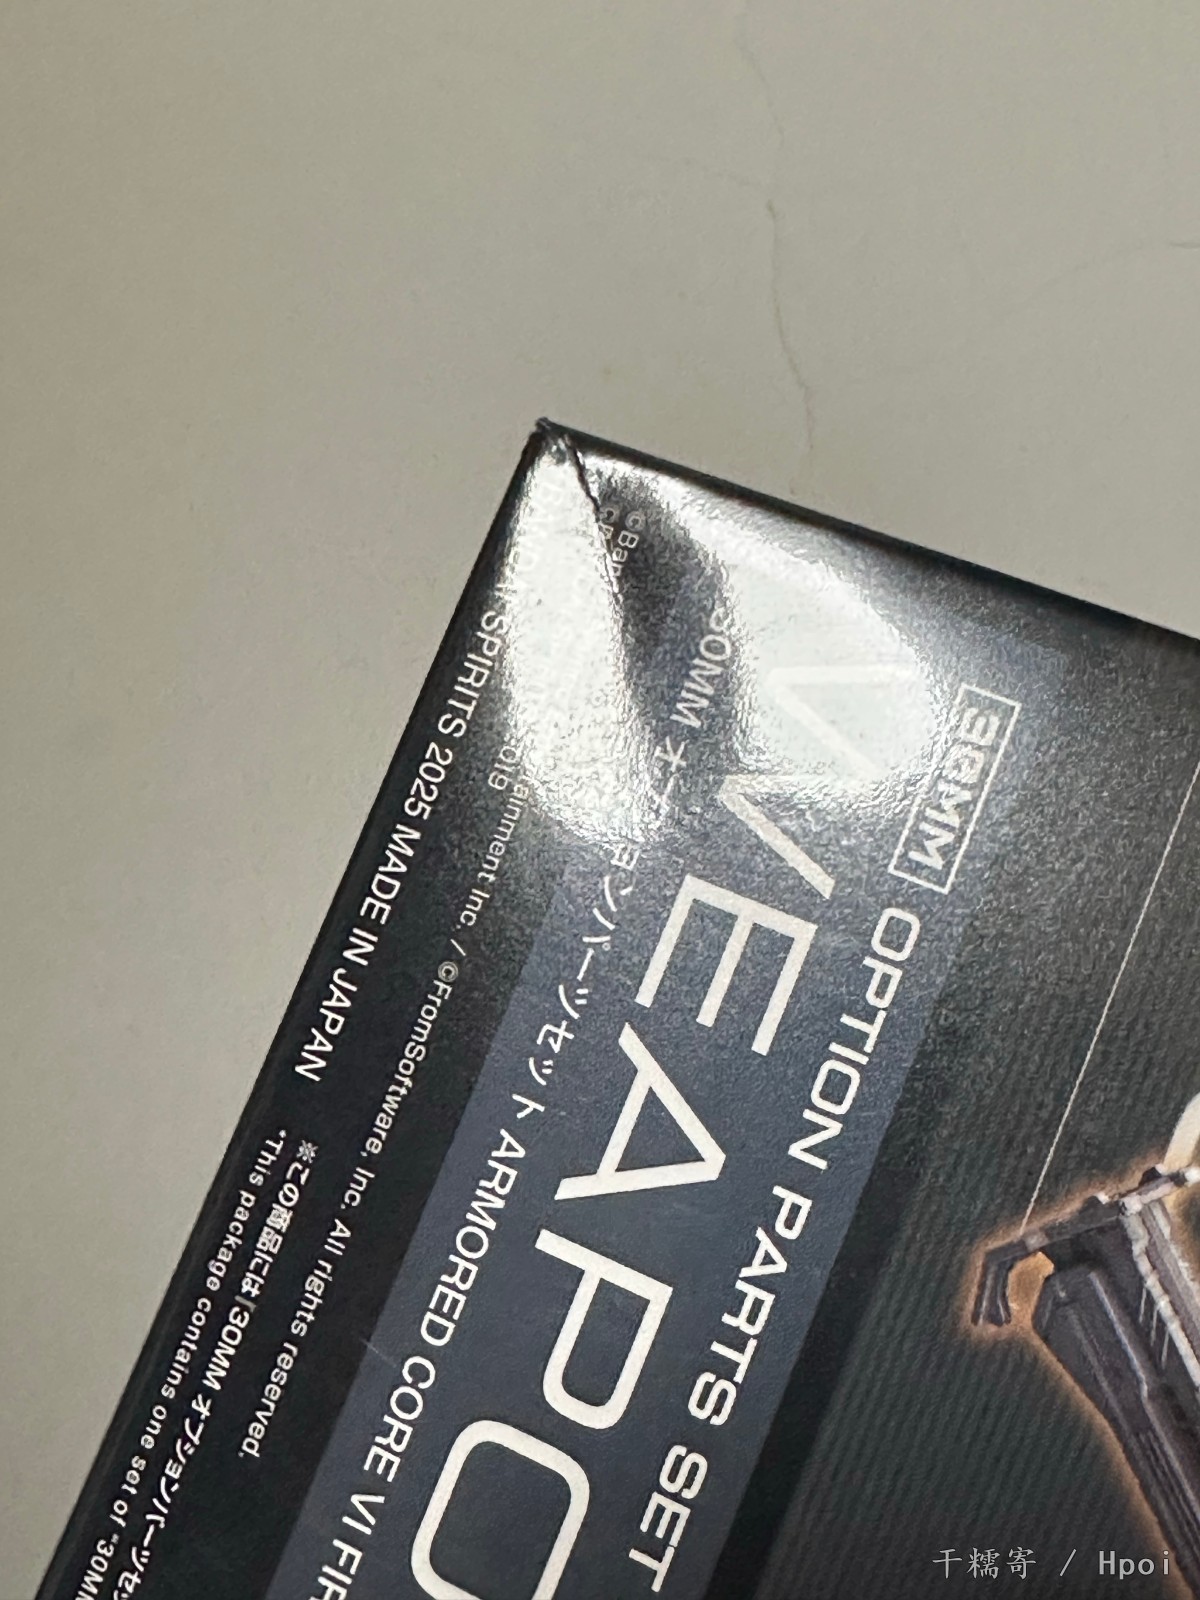 30MM OPTION PARTS SET
WEAPO
30MM オプションパーツセット ARMORED CORE VI FIR
Inc. / ©FromSoftware, Inc. All rights reserved.
BANDAI SPIRITS 2025 MADE IN JAPAN
※この商品には「30MM オプションパーツセッ
*This package contains one set of "30MM
千糯寄 / Hpoi